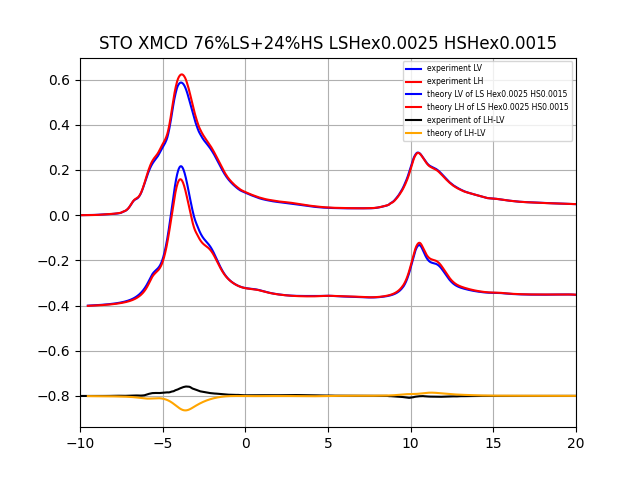 STO XMCD 76%LS+24%HS LSHex0.0025 HSHex0.0015
experiment LV
experiment LH
theory LV of LS Hex0.0025 HS0.0015
theory LH of LS Hex0.0025 HS0.0015
experiment of LH-LV
theory of LH-LV
0.6
0.4
0.2
0.0
−0.2
−0.4
−0.6
−0.8
−10
−5
0
5
10
15
20